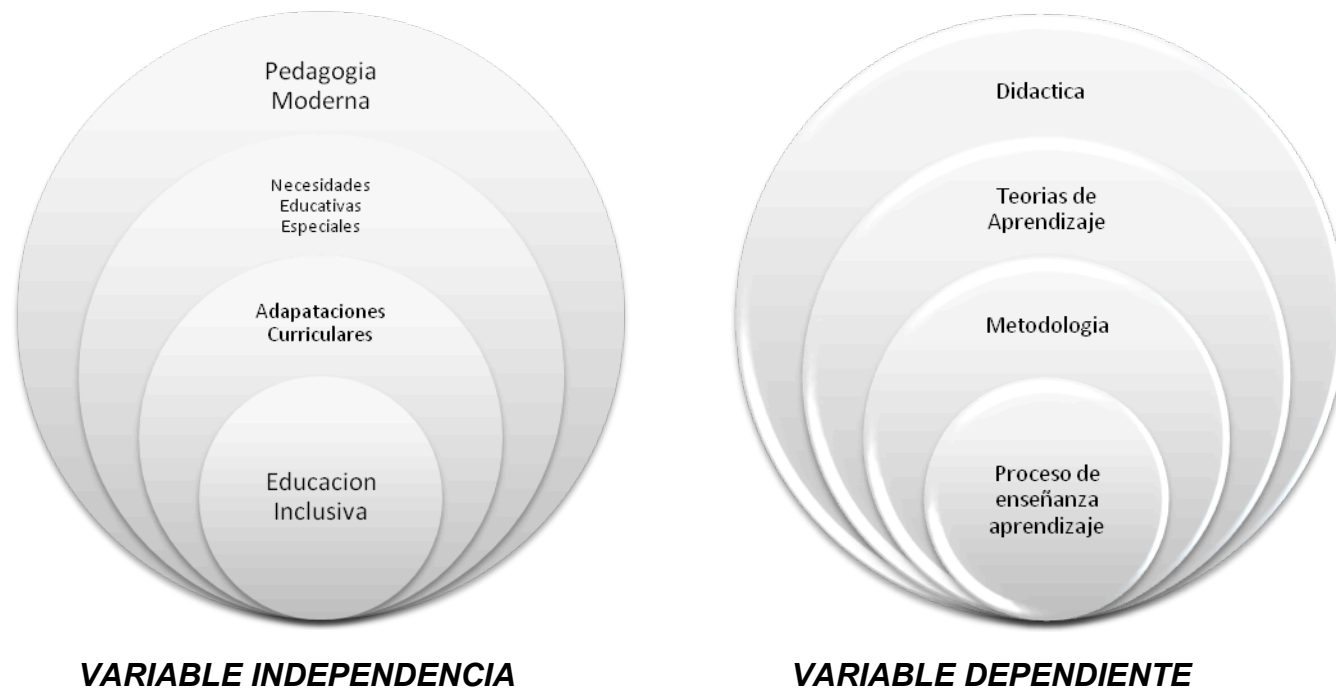 Pedagogia
Moderna
Necesidades
Educativas
Especiales
Adapataciones
Curriculares
Educacion
Inclusiva
VARIABLE INDEPENDENCIA
Didactica
Teorias de
Aprendizaje
Metodologia
Proceso de
enseñanza
aprendizaje
VARIABLE DEPENDIENTE